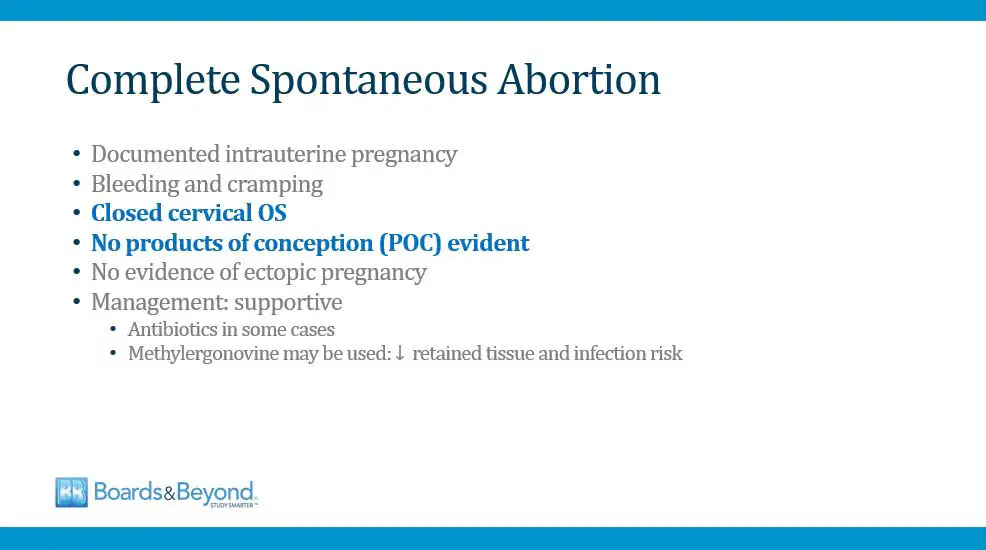 Complete Spontaneous Abortion
• Documented intrauterine pregnancy
• Bleeding and cramping
• Closed cervical OS
• No products of conception (POC) evident
• No evidence of ectopic pregnancy
• Management: supportive
• Antibiotics in some cases
• Methylergonovine may be used:↓ retained tissue and infection risk
BB Boards&Beyond®
STUDY SMARTER™